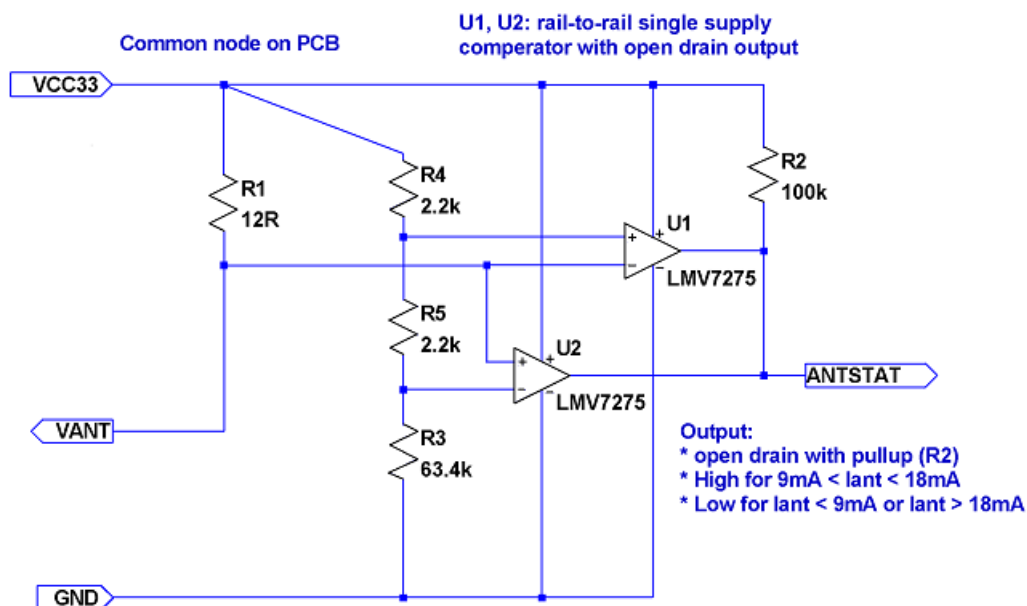 U1, U2: rail-to-rail single supply
comperator with open drain output
Common node on PCB
VCC33
R1
12R
R4
2.2k
R2
100k
+
-
+
-
U1
LMV7275
R5
2.2k
+
-
+
-
U2
LMV7275
ANTSTAT
VANT
R3
63.4k
Output:
* open drain with pullup (R2)
* High for 9mA < Iant < 18mA
* Low for Iant < 9mA or Iant > 18mA
GND